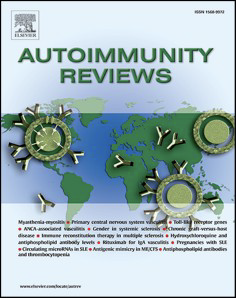 ELSEVIER
ISSN 1568-9972
AUTOIMMUNITY
REVIEWS
Myasthenia-myositis • Primary central nervous system vasculitis • Toll-like receptor genes
• ANCA-associated vasculitis • Gender in systemic sclerosis • Chronic graft-versus-host
disease • Immune reconstitution therapy in multiple sclerosis • Hydroxychloroquine and
antiphospholipid antibody levels • Rituximab for IgA vasculitis • Pregnancies with SLE
• Circulating microRNAs in SLE • Antigenic mimicry in ME/CFS • Antiphospholipid antibodies
and thrombocytopenia
www.elsevier.com/locate/autrev